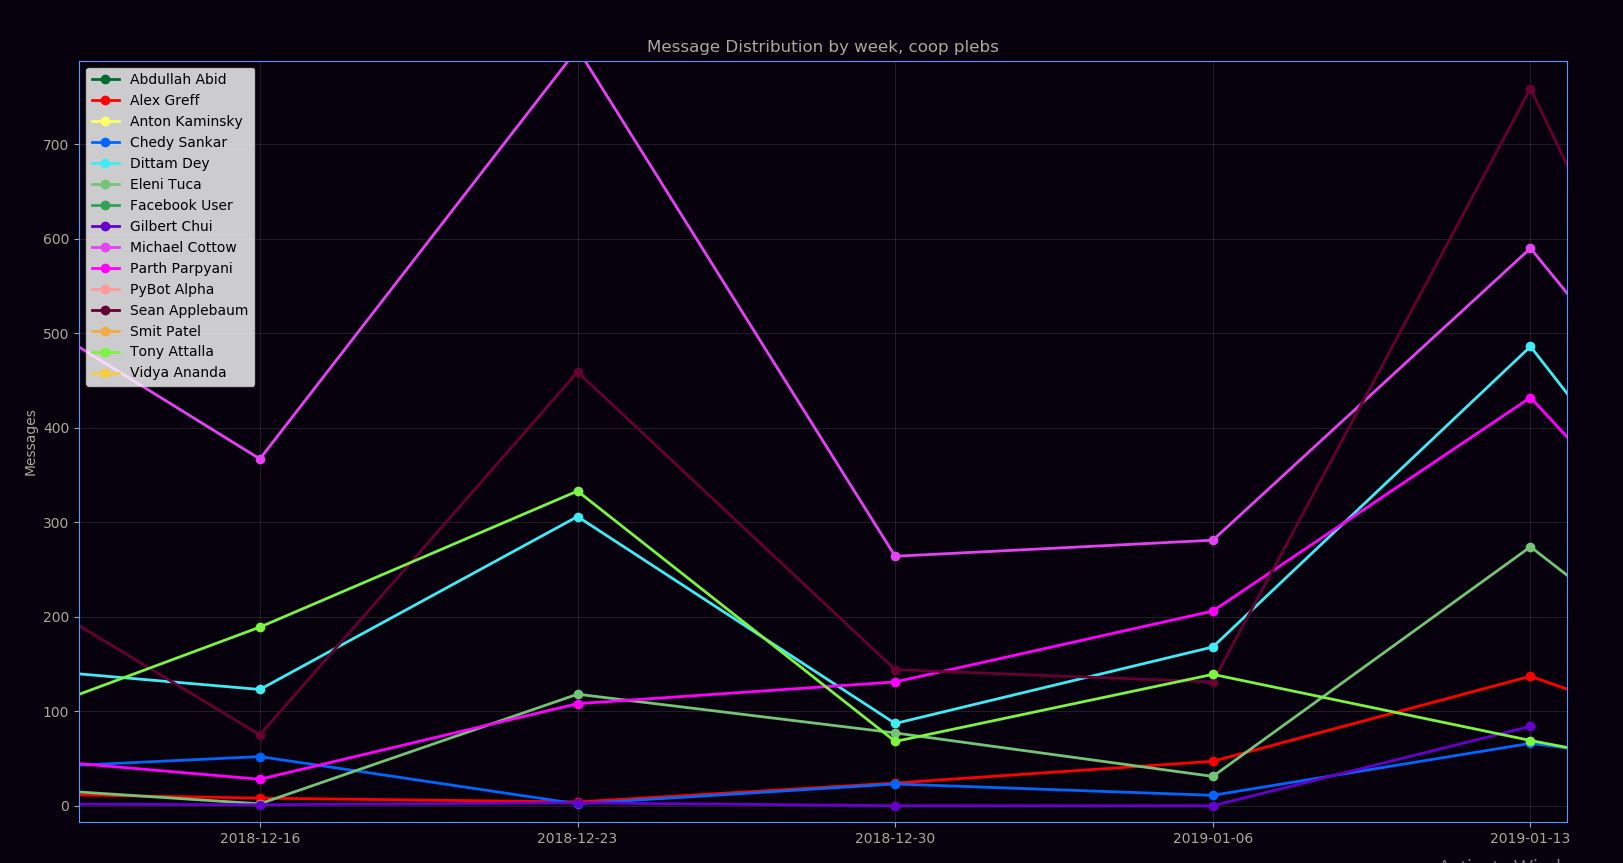 Message Distribution by week, coop plebs
Abdullah Abid
Alex Greff
Anton Kaminsky
Chedy Sankar
Dittam Dey
Eleni Tuca
Facebook User
Gilbert Chui
Michael Cottow
Parth Parpyani
PyBot Alpha
Sean Applebaum
Smit Patel
Tony Attalla
Vidya Ananda
Messages
700
600
500
400
300
200
100
0
2018-12-16 2018-12-23 2018-12-30 2019-01-06 2019-01-13